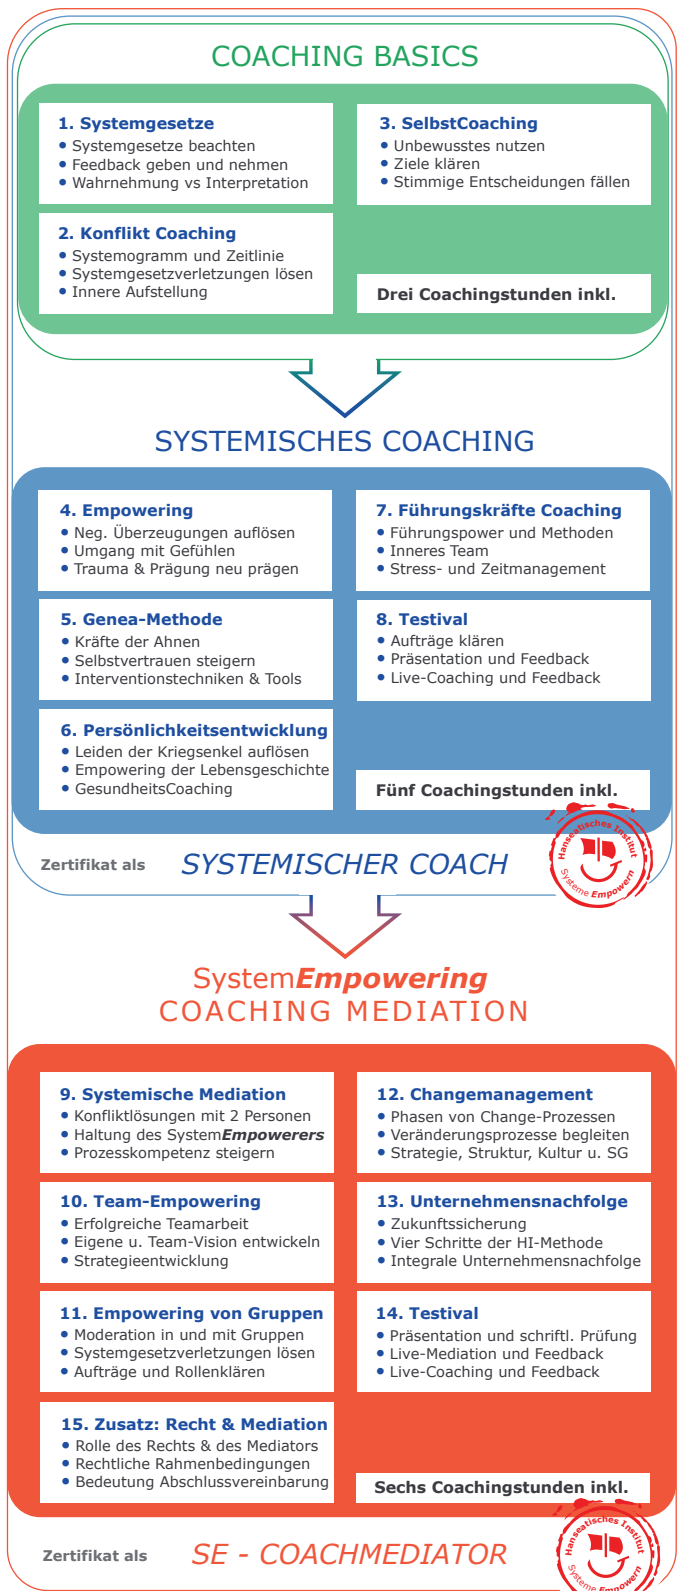 COACHING BASICS
1. Systemgesetze
• Systemgesetze beachten
• Feedback geben und nehmen
• Wahrnehmung vs Interpretation
2. Konflikt Coaching
• Systemogramm und Zeitlinie
• Systemgesetzverletzungen lösen
• Innere Aufstellung
3. SelbstCoaching
• Unbewusstes nutzen
• Ziele klären
• Stimmige Entscheidungen fällen
Drei Coachingstunden inkl.
SYSTEMISCHES COACHING
4. Empowering
• Neg. Überzeugungen auflösen
• Umgang mit Gefühlen
• Trauma & Prägung neu prägen
5. Genea-Methode
• Kräfte der Ahnen
• Selbstvertrauen steigern
• Interventionstechniken & Tools
6. Persönlichkeitsentwicklung
• Leiden der Kriegsenkel auflösen
• Empowering der Lebensgeschichte
• GesundheitsCoaching
7. Führungskräfte Coaching
• Führungspower und Methoden
• Inneres Team
• Stress- und Zeitmanagement
8. Testival
• Aufträge klären
• Präsentation und Feedback
• Live-Coaching und Feedback
Fünf Coachingstunden inkl.
Zertifikat als SYSTEMISCHER COACH
Hanseatisches Institut
Systeme Empowern
SystemEmpowering
COACHING MEDIATION
9. Systemische Mediation
• Konfliktlösungen mit 2 Personen
• Haltung des SystemEmpowerers
• Prozesskompetenz steigern
10. Team-Empowering
• Erfolgreiche Teamarbeit
• Eigene u. Team-Vision entwickeln
• Strategieentwicklung
11. Empowering von Gruppen
• Moderation in und mit Gruppen
• Systemgesetzverletzungen lösen
• Aufträge und Rollenklären
15. Zusatz: Recht & Mediation
• Rolle des Rechts & des Mediators
• Rechtliche Rahmenbedingungen
• Bedeutung Abschlussvereinbarung
12. Changemanagement
• Phasen von Change-Prozessen
• Veränderungsprozesse begleiten
• Strategie, Struktur, Kultur u. SG
13. Unternehmensnachfolge
• Zukunftssicherung
• Vier Schritte der HI-Methode
• Integrale Unternehmensnachfolge
14. Testival
• Präsentation und schriftl. Prüfung
• Live-Mediation und Feedback
• Live-Coaching und Feedback
Sechs Coachingstunden inkl.
Zertifikat als SE - COACHMEDIATOR
Hanseatisches Institut
Systeme Empowern